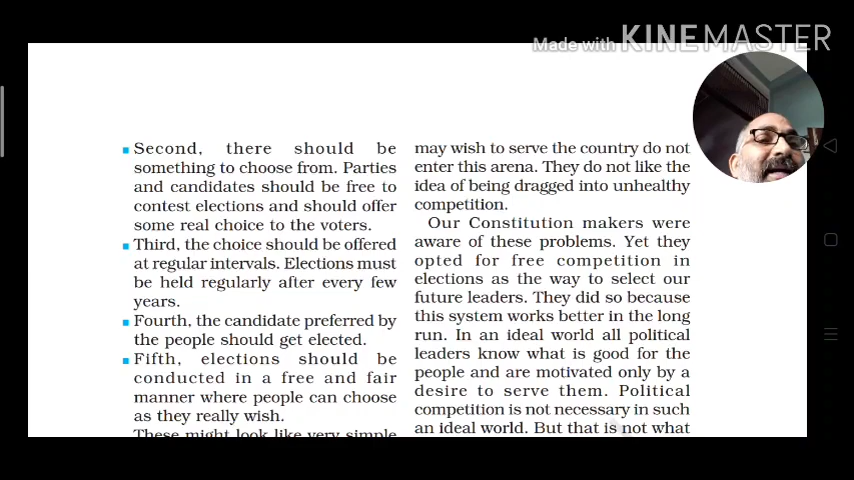 Made with KINEMASTER
Second, there should be
something to choose from. Parties
and candidates should be free to
contest elections and should offer
some real choice to the voters.
Third, the choice should be offered
at regular intervals. Elections must
be held regularly after every few
years.
Fourth, the candidate preferred by
the people should get elected.
Fifth, elections should be
conducted in a free and fair
manner where people can choose
as they really wish.
These might look like very simple
may wish to serve the country do not
enter this arena. They do not like the
idea of being dragged into unhealthy
competition.
Our Constitution makers were
aware of these problems. Yet they
opted for free competition in
elections as the way to select our
future leaders. They did so because
this system works better in the long
run. In an ideal world all political
leaders know what is good for the
people and are motivated only by a
desire to serve them. Political
competition is not necessary in such
an ideal world. But that is not what